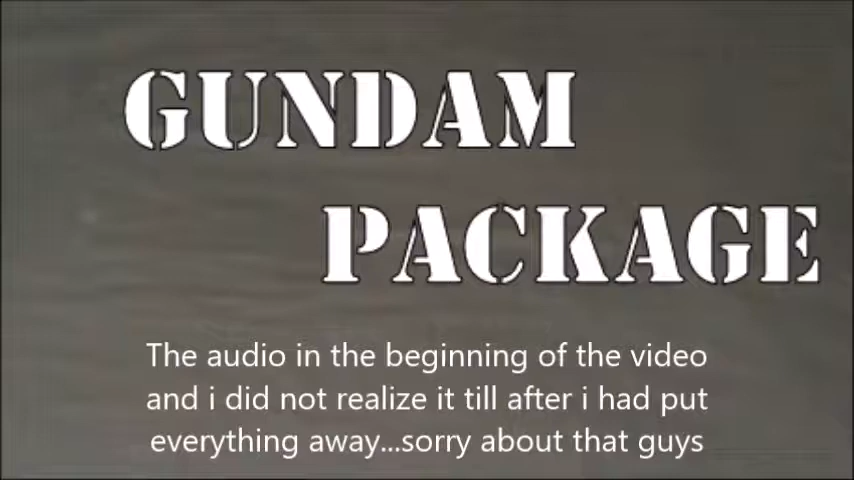 GUNDAM
PACKAGE
The audio in the beginning of the video
and i did not realize it till after i had put
everything away...sorry about that guys